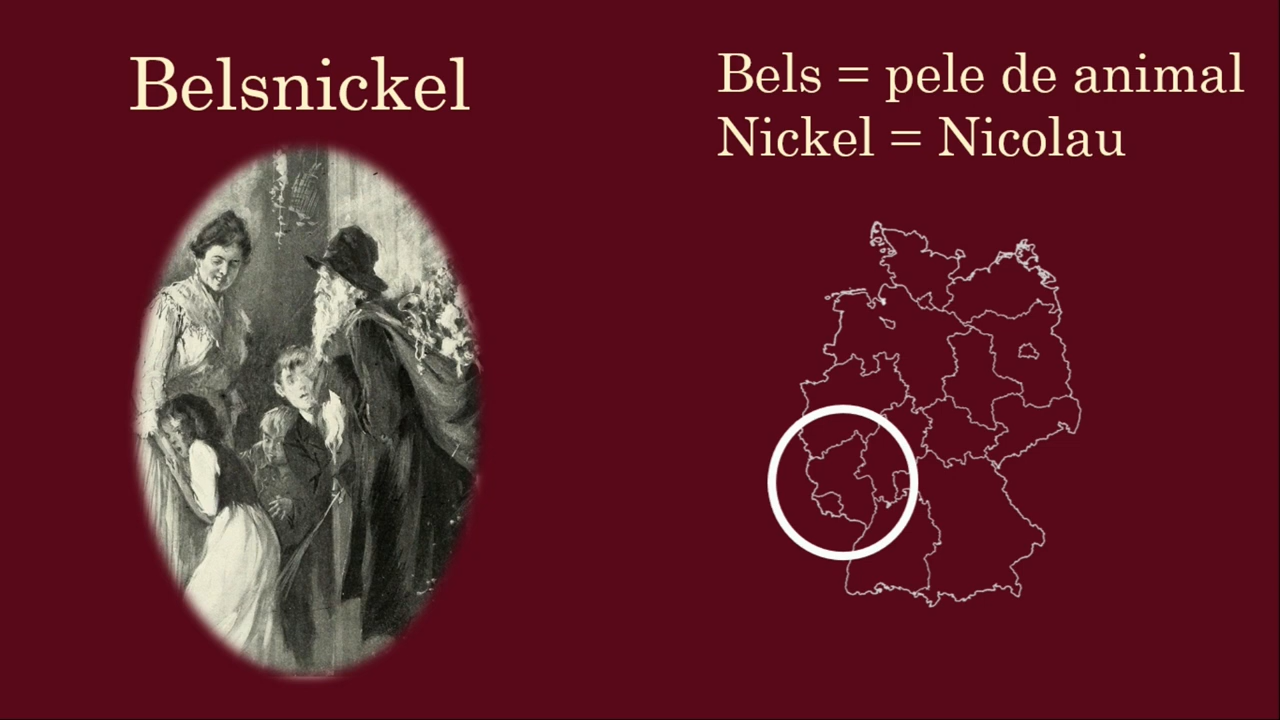 Belsnickel
Bels = pele de animal
Nickel = Nicolau